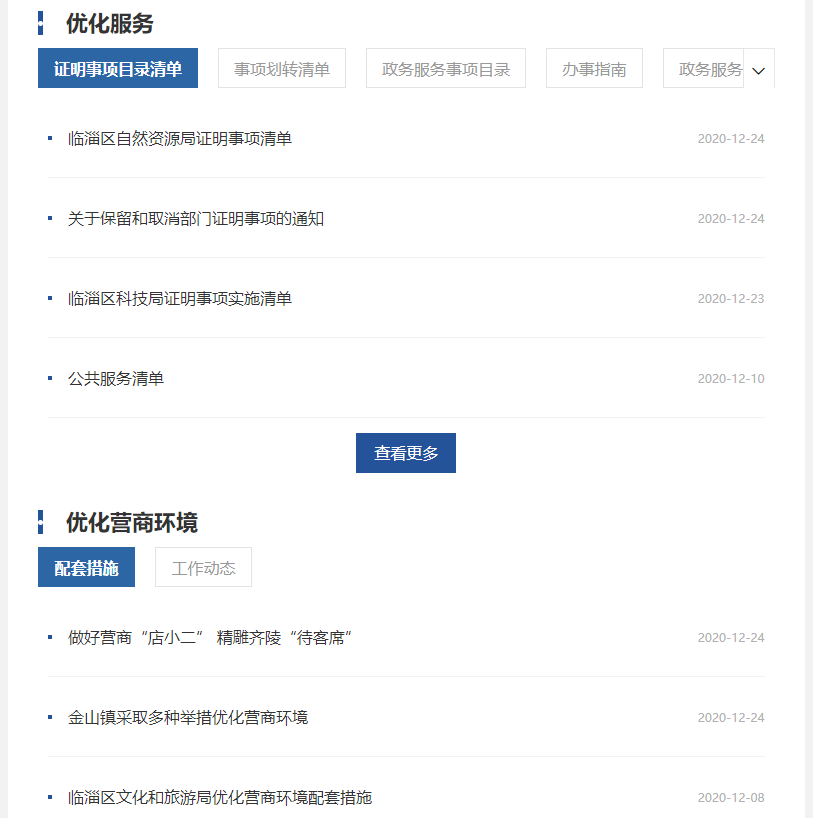 优化服务
证明事项目录清单 事项划转清单 政务服务事项目录 办事指南 政务服务
临淄区自然资源局证明事项清单 2020-12-24
关于保留和取消部门证明事项的通知 2020-12-24
临淄区科技局证明事项实施清单 2020-12-23
公共服务清单 2020-12-10
查看更多
优化营商环境
配套措施 工作动态
做好营商“店小二” 精雕齐陵“待客席” 2020-12-24
金山镇采取多种举措优化营商环境 2020-12-24
临淄区文化和旅游局优化营商环境配套措施 2020-12-08